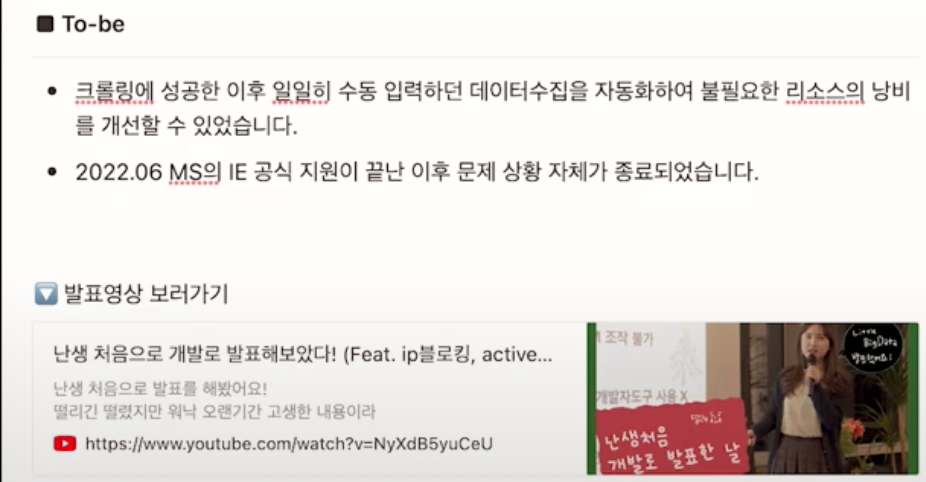 To-be
크롤링에 성공한 이후 일일히 수동 입력하던 데이터수집을 자동화하여 불필요한 리소스의 낭비
를 개선할 수 있었습니다.
2022.06 MS의 IE 공식 지원이 끝난 이후 문제 상황 자체가 종료되었습니다.
발표영상 보러가기
난생 처음으로 개발로 발표해보았다! (Feat. ip블로킹, active...
난생 처음으로 발표를 해봤어요!
떨리긴 떨렸지만 워낙 오랜기간 고생한 내용이라
https://www.youtube.com/watch?v=NyXdB5yuCeU
조작 불가
개발자도구 사용 X
난생처음
개발로 발표한 날
Little
BigData